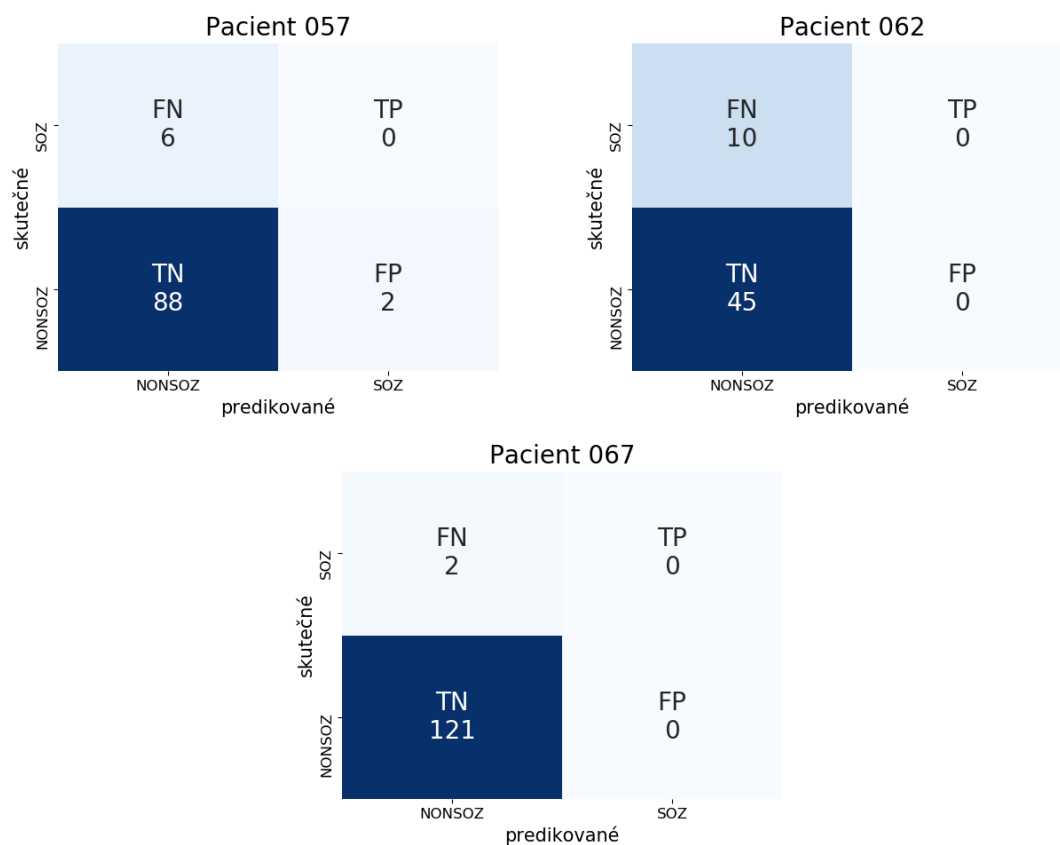 Pacient 057
FN
6
TP
0
TN
88
FP
2
SOZ
NONSOZ
skutečné
NONSOZ
SOZ
predikované
Pacient 062
FN
10
TP
0
TN
45
FP
0
SOZ
NONSOZ
skutečné
NONSOZ
SOZ
predikované
Pacient 067
FN
2
TP
0
TN
121
FP
0
SOZ
NONSOZ
skutečné
NONSOZ
SOZ
predikované